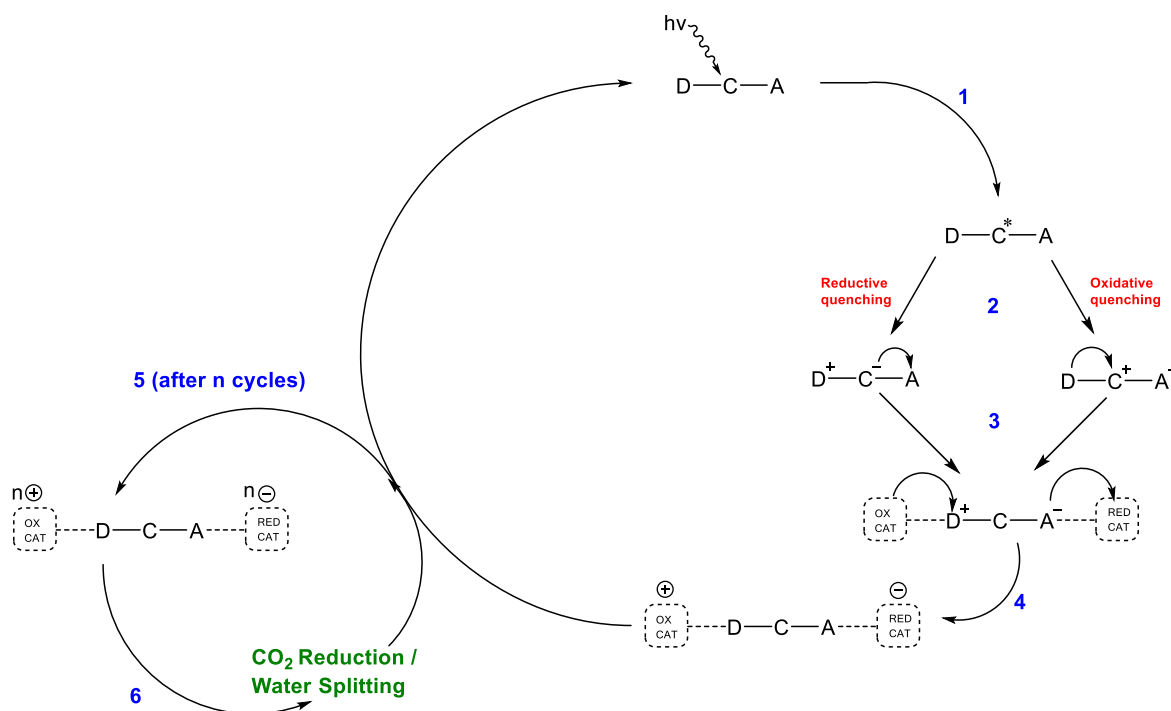 hν
D—C—A
1
D—C*—A
Reductive
quenching
Oxidative
quenching
2
D⁺—C⁻—A
D—C⁺—A⁻
3
5 (after n cycles)
n⊕
n⊖
OX
CAT
D—C—A
RED
CAT
OX
CAT
D⁺—C—A⁻
RED
CAT
4
⊕
⊖
OX
CAT
D—C—A
RED
CAT
CO₂ Reduction /
Water Splitting
6